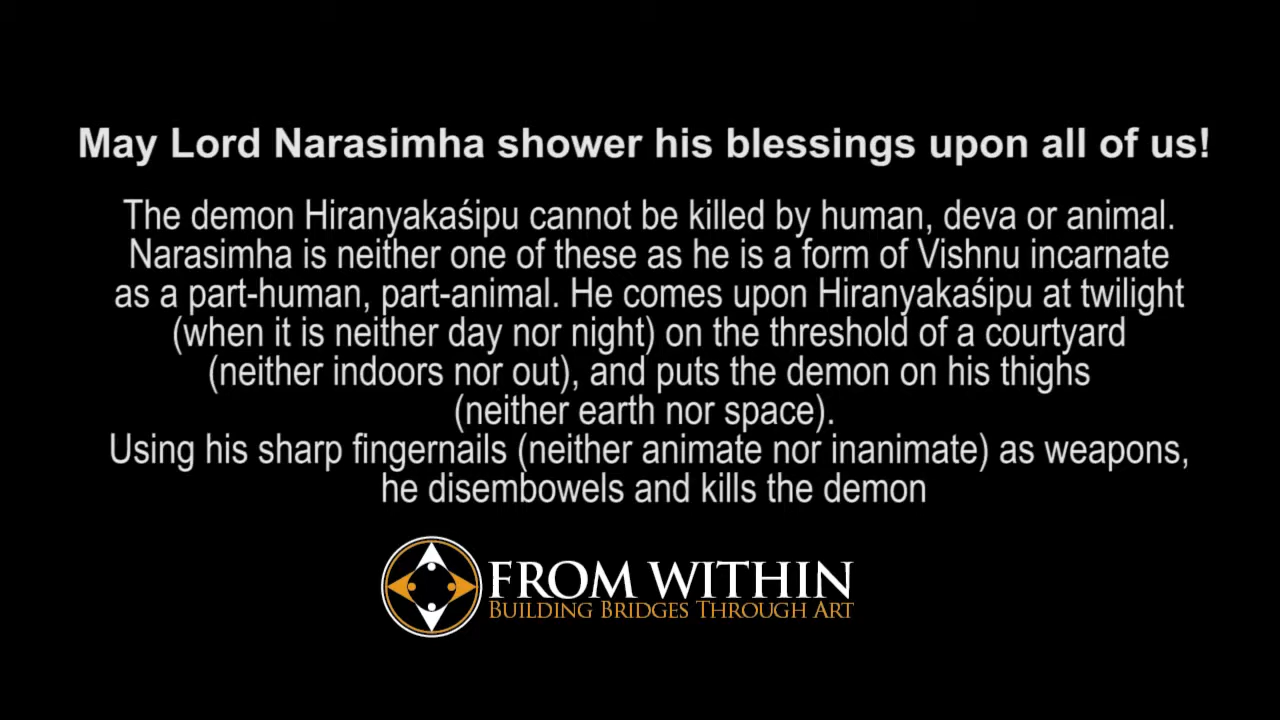 May Lord Narasimha shower his blessings upon all of us!
The demon Hiranyakaśipu cannot be killed by human, deva or animal.
Narasimha is neither one of these as he is a form of Vishnu incarnate
as a part-human, part-animal. He comes upon Hiranyakaśipu at twilight
(when it is neither day nor night) on the threshold of a courtyard
(neither indoors nor out), and puts the demon on his thighs
(neither earth nor space).
Using his sharp fingernails (neither animate nor inanimate) as weapons,
he disembowels and kills the demon
FROM WITHIN
BUILDING BRIDGES THROUGH ART